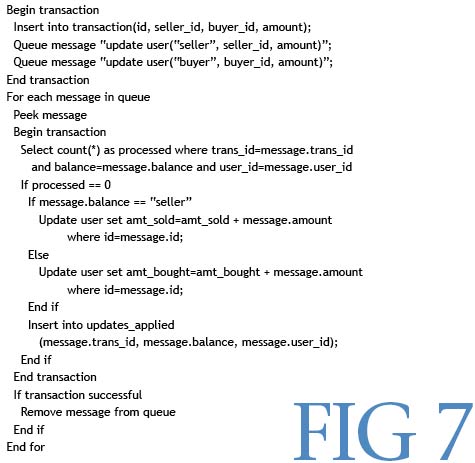 Begin transaction
Insert into transaction(id, seller_id, buyer_id, amount);
Queue message "update user("seller", seller_id, amount)";
Queue message "update user("buyer", buyer_id, amount)";
End transaction
For each message in queue
Peek message
Begin transaction
Select count(*) as processed where trans_id=message.trans_id
and balance=message.balance and user_id=message.user_id
If processed == 0
If message.balance == "seller"
Update user set amt_sold=amt_sold + message.amount
where id=message.id;
Else
Update user set amt_bought=amt_bought + message.amount
where id=message.id;
End if
Insert into updates_applied
(message.trans_id, message.balance, message.user_id);
End if
End transaction
If transaction successful
Remove message from queue
End if
End for
FIG 7